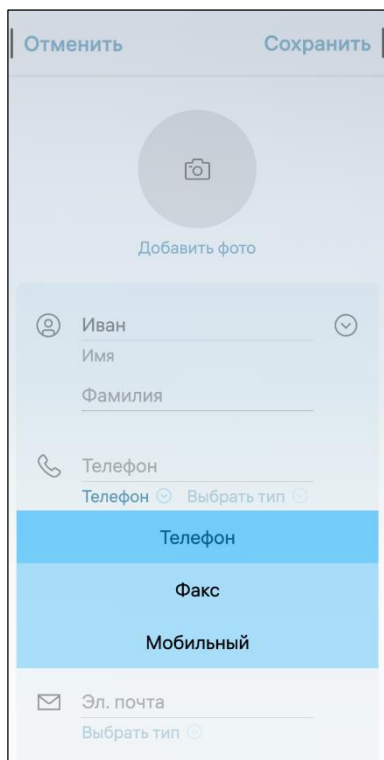 Отменить Сохранить
Добавить фото
Иван
Имя
Фамилия
Телефон
Телефон Выбрать тип
Телефон
Факс
Мобильный
Эл. почта
Выбрать тип